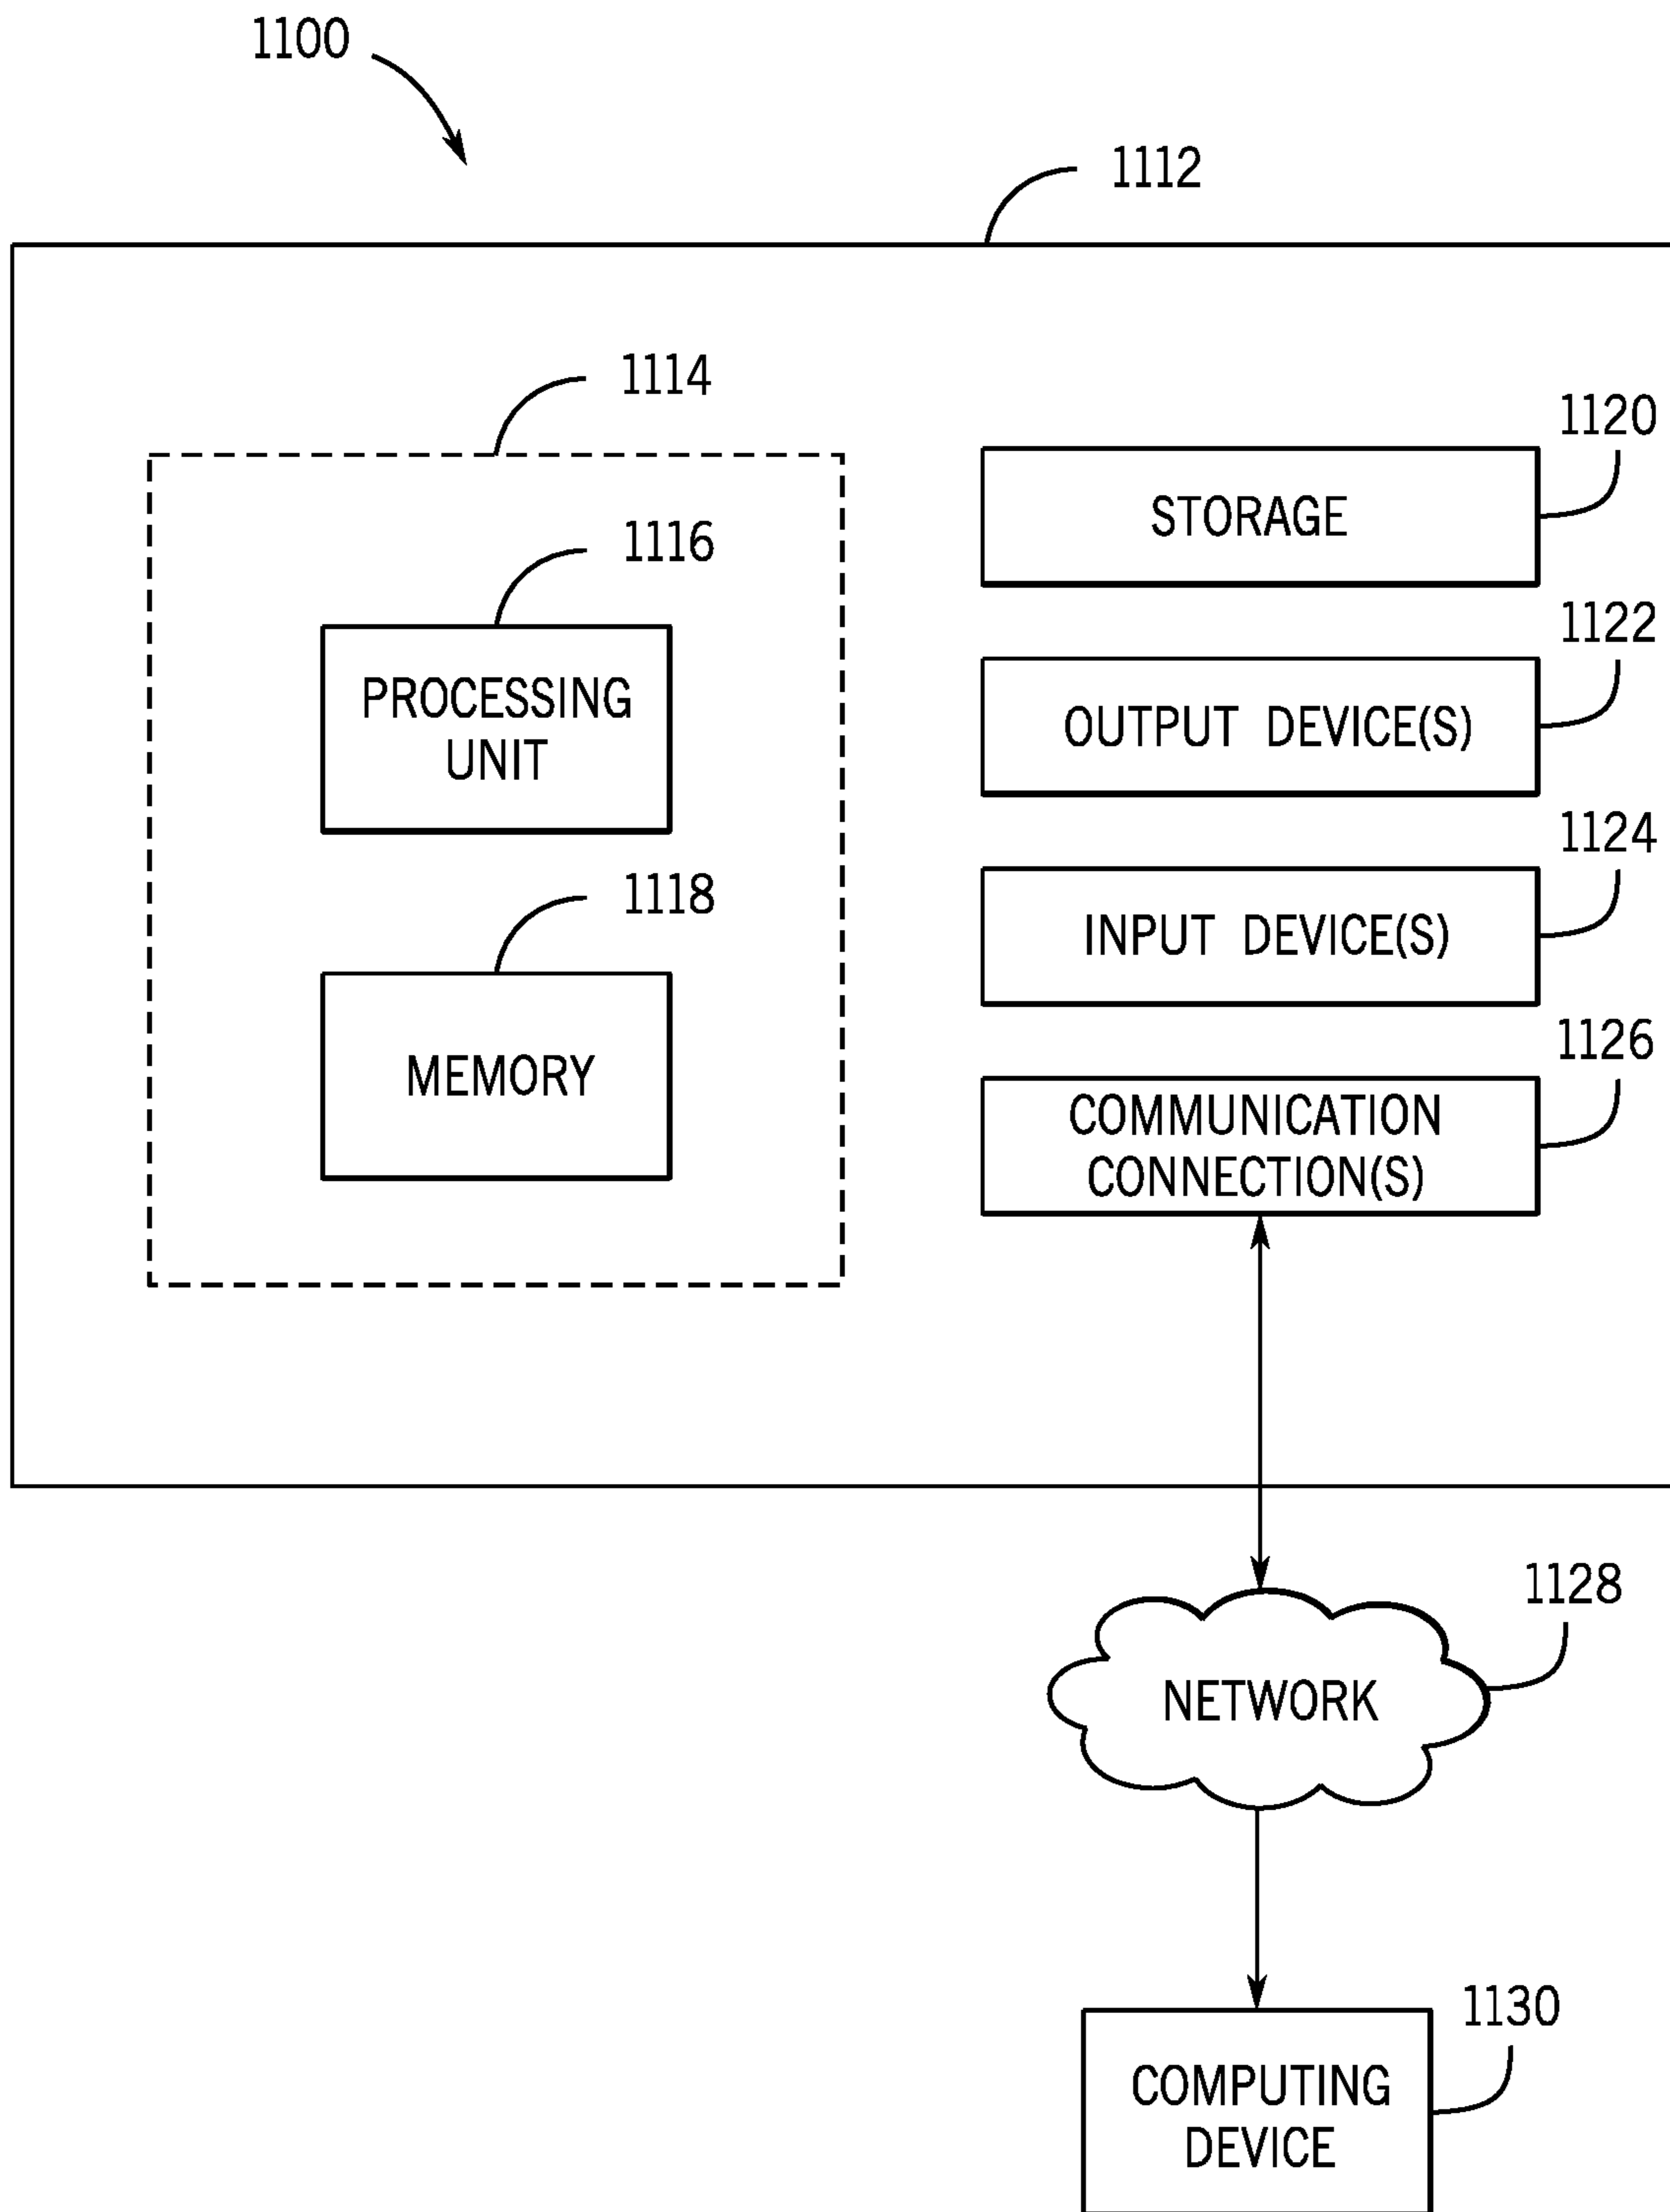 1100
1112
1114
1120
STORAGE
1116
1122
PROCESSING
UNIT
OUTPUT DEVICE(S)
1124
1118
INPUT DEVICE(S)
1126
MEMORY
COMMUNICATION
CONNECTION(S)
1128
NETWORK
1130
COMPUTING
DEVICE